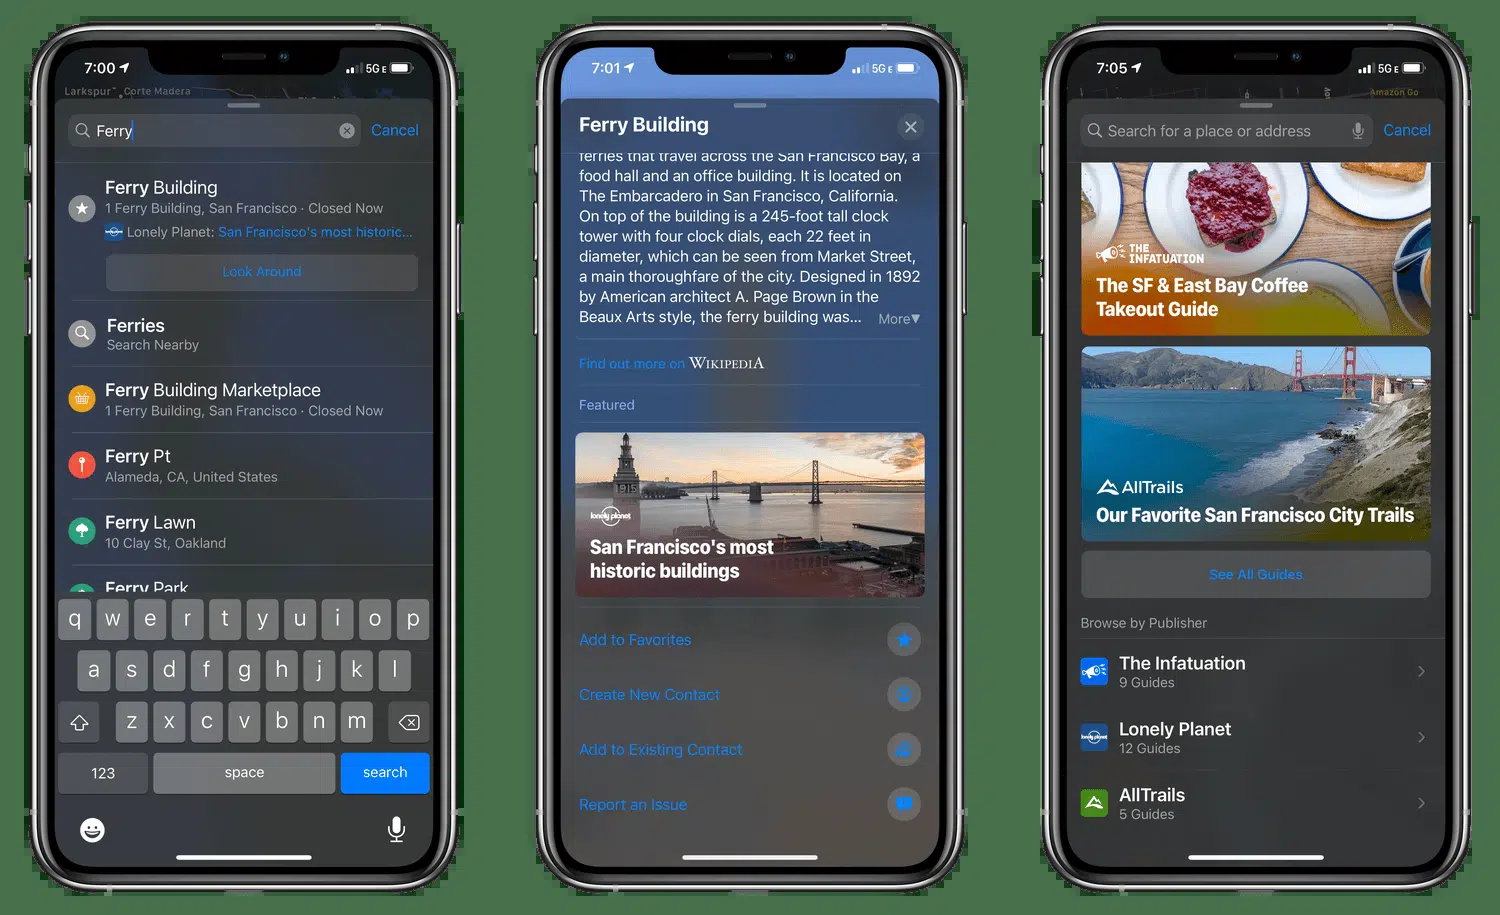 7:00
5G E
Larkspur
Corte Madera
Ferry
Cancel
Ferry Building
1 Ferry Building, San Francisco · Closed Now
lonely planet
Lonely Planet: San Francisco's most historic...
Look Around
Ferries
Search Nearby
Ferry Building Marketplace
1 Ferry Building, San Francisco · Closed Now
Ferry Pt
Alameda, CA, United States
Ferry Lawn
10 Clay St, Oakland
Ferry Park
q w e r t y u i o p
a s d f g h j k l
z x c v b n m
123
space
search
7:01
5G E
Ferry Building
ferries that travel across the San Francisco Bay, a
food hall and an office building. It is located on
The Embarcadero in San Francisco, California.
On top of the building is a 245-foot tall clock
tower with four clock dials, each 22 feet in
diameter, which can be seen from Market Street,
a main thoroughfare of the city. Designed in 1892
by American architect A. Page Brown in the
Beaux Arts style, the ferry building was...
More▼
Find out more on WIKIPEDIA
Featured
1915
lonely planet
San Francisco's most
historic buildings
Add to Favorites
Create New Contact
Add to Existing Contact
Report an Issue
7:05
5G E
Amazon Go
Search for a place or address
Cancel
THE
INFATUATION
The SF & East Bay Coffee
Takeout Guide
AllTrails
Our Favorite San Francisco City Trails
See All Guides
Browse by Publisher
The Infatuation
9 Guides
lonely planet
Lonely Planet
12 Guides
AllTrails
5 Guides